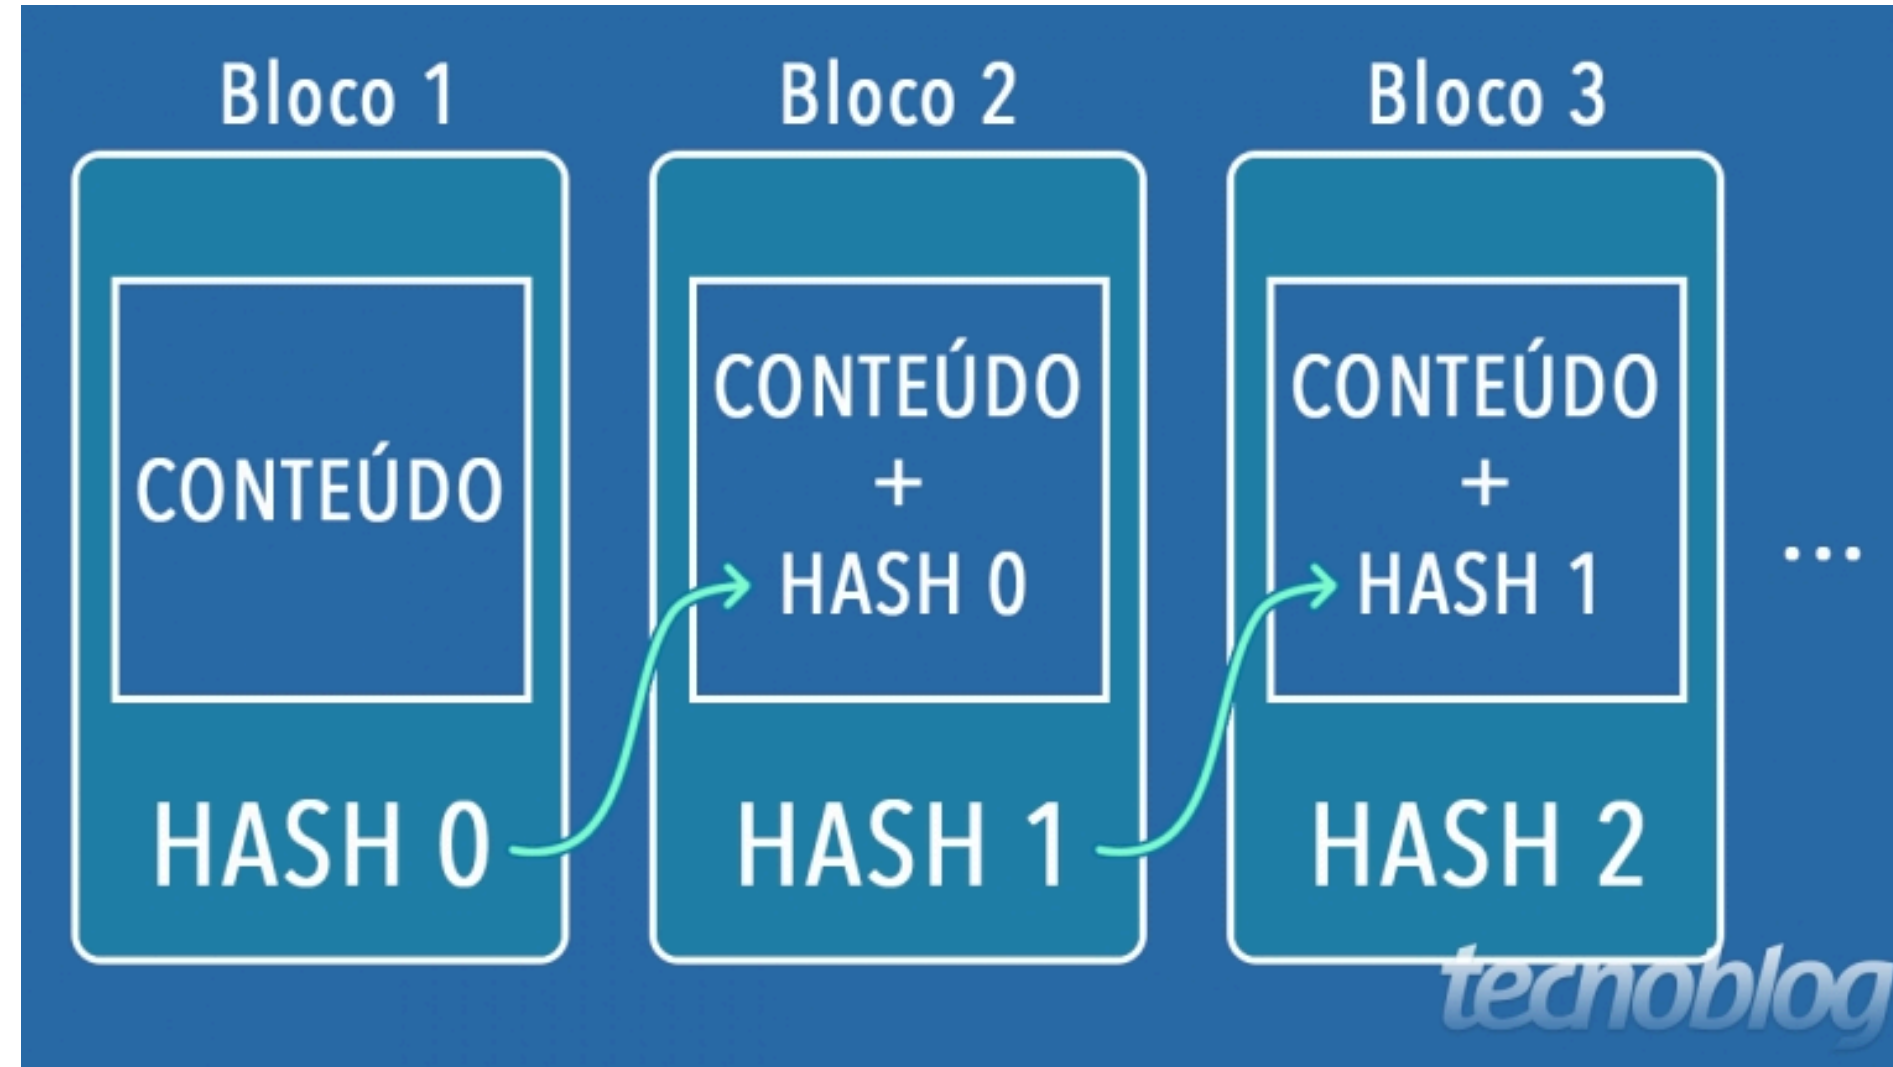 Bloco 1
CONTEÚDO
HASH 0
Bloco 2
CONTEÚDO
+
HASH 0
HASH 1
Bloco 3
CONTEÚDO
+
HASH 1
HASH 2
...
tecnoblog